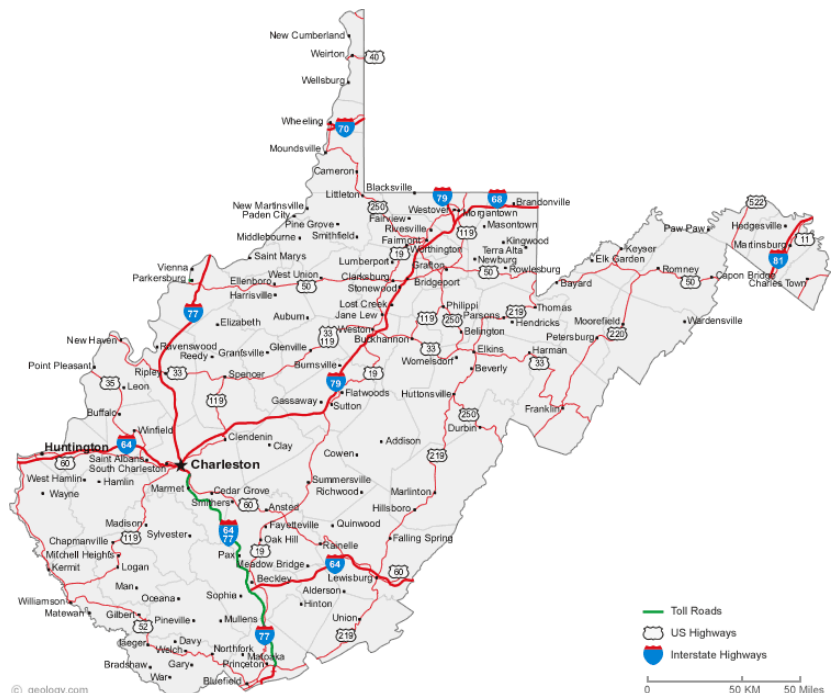 New Cumberland
Weirton
40
Wellsburg
Wheeling
70
Moundsville
Cameron
Littleton
Blacksville
79
68
Brandonville
522
New Martinsville
250
Westover
Morgantown
Paden City
Fairview
Masontown
Paw Paw
Hedgesville
Pine Grove
Rivesville
119
11
Middlebourne
Smithfield
Fairmont
Kingwood
Martinsburg
Worthington
Terra Alta
Keyser
19
Newburg
Elk Garden
81
Saint Marys
Lumberport
Grafton
Rowlesburg
Romney
Vienna
West Union
Clarksburg
50
Capon Bridge
Parkersburg
Ellenboro
50
Bridgeport
Bayard
50
Charles Town
Stonewood
Harrisville
Lost Creek
Philippi
Thomas
77
Auburn
Jane Lew
119
250
Parsons
219
Elizabeth
33
119
Weston
Hendricks
Moorefield
Wardensville
Belington
220
New Haven
Buckhannon
Petersburg
Ravenswood
Grantsville
Glenville
33
Elkins
Harman
Reedy
Womelsdorf
33
Point Pleasant
Ripley
33
Spencer
Burnsville
19
Beverly
35
Leon
79
Flatwoods
Huttonsville
119
Gassaway
Sutton
Franklin
Buffalo
250
Durbin
Winfield
Clendenin
Addison
Huntington
64
Clay
Cowen
219
60
Saint Albans
Charleston
South Charleston
West Hamlin
Hamlin
Summersville
Wayne
Marmet
Cedar Grove
Richwood
Marlinton
Smithers
60
Ansted
Hillsboro
Madison
64
77
Fayetteville
Quinwood
Chapmanville
119
Sylvester
Oak Hill
Falling Spring
19
Rainelle
Mitchell Heights
Pax
Meadow Bridge
Kermit
Logan
64
60
Beckley
Lewisburg
Man
Alderson
Oceana
Sophie
Hinton
Williamson
Matewan
Gilbert
Pineville
Mullens
Union
52
77
219
Jaeger
Davy
Welch
Northfork
Matoaka
Bradshaw
Gary
Princeton
War
Bluefield
Toll Roads
US Highways
Interstate Highways
0 50 KM 50 Miles
© geology.com